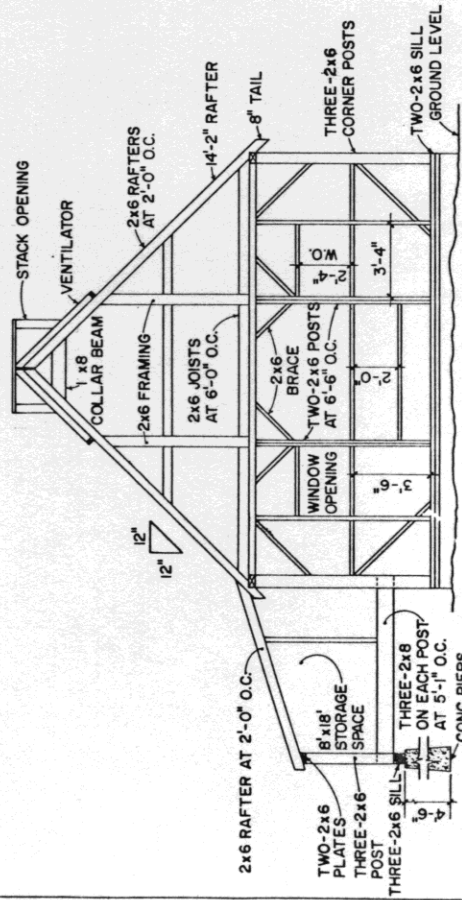 STACK OPENING
VENTILATOR
1 x8
COLLAR BEAM
2x6 RAFTERS
AT 2'-0" O.C.
14'-2" RAFTER
8" TAIL
2x6 FRAMING
12"
12"
2x6 JOISTS
AT 6'-0" O.C.
2x6 RAFTER AT 2'-0" O.C.
THREE-2x6
CORNER POSTS
2x6
BRACE
TWO-2x6 POSTS
AT 6'-6" O.C.
WINDOW
OPENING
2'-4"
W.O.
3'-4"
2'-0"
3'-6"
8'x18'
STORAGE
SPACE
TWO-2x6
PLATES
THREE-2x6
POST
THREE-2x6 SILL
THREE-2x8
ON EACH POST
AT 5'-1" O.C.
CONC. PIERS
4'-6"
TWO-2x6 SILL
GROUND LEVEL